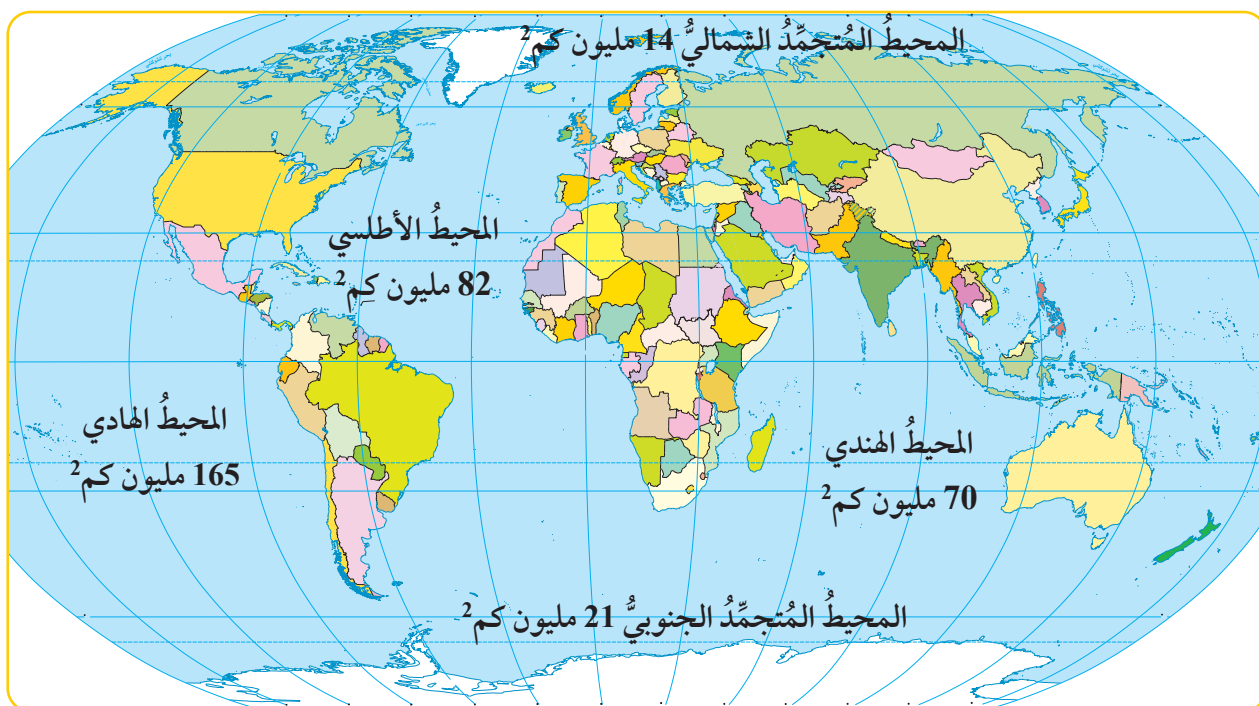 المحيطُ المُتجمِّدُ الشماليُّ 14 مليون كم²
المحيطُ الأطلسي
82 مليون كم²
المحيطُ الهادي
165 مليون كم²
المحيطُ الهندي
70 مليون كم²
المحيطُ المُتجمِّدُ الجنوبيُّ 21 مليون كم²